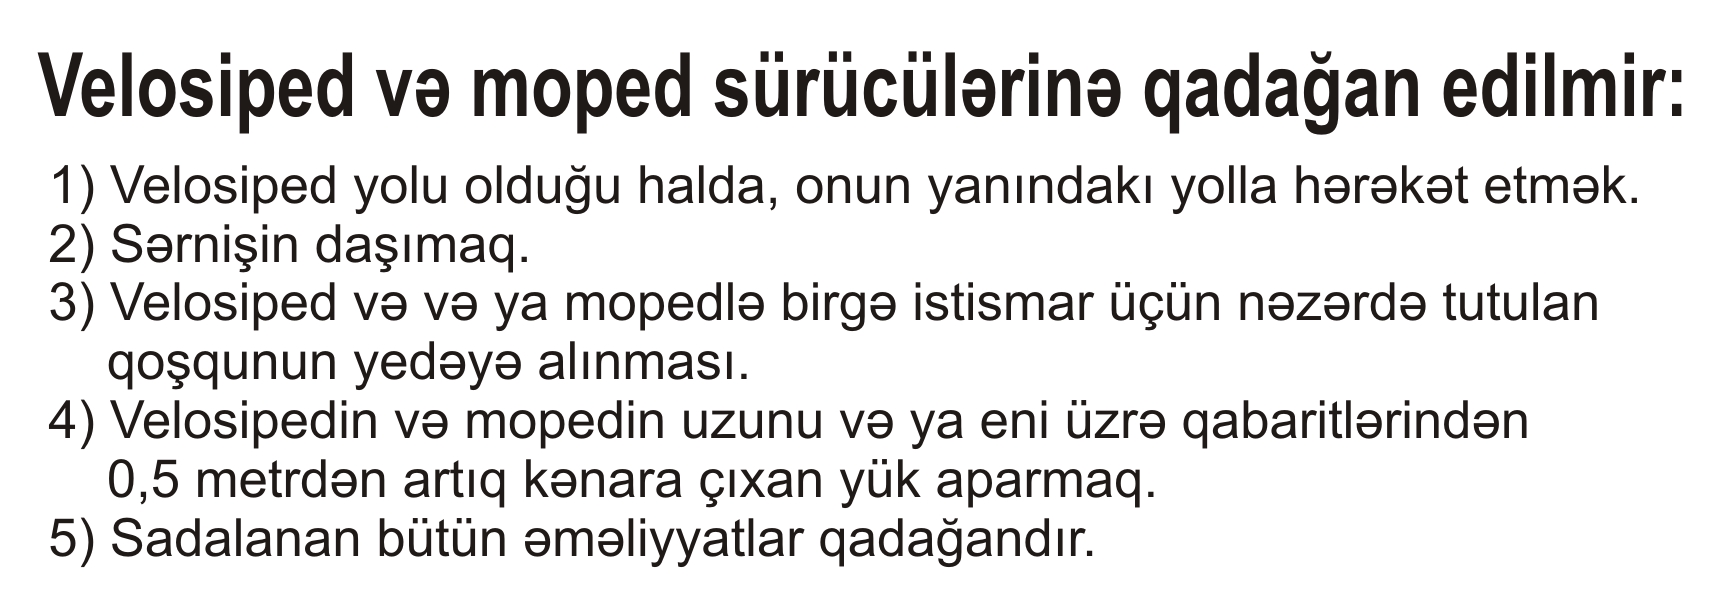 Velosiped və moped sürücülərinə qadağan edilmir:
1) Velosiped yolu olduğu halda, onun yanındakı yolla hərəkət etmək.
2) Sərnişin daşımaq.
3) Velosiped və və ya mopedlə birgə istismar üçün nəzərdə tutulan
qoşqunun yedəyə alınması.
4) Velosipedin və mopedin uzunu və ya eni üzrə qabaritlərindən
0,5 metrdən artıq kənara çıxan yük aparmaq.
5) Sadalanan bütün əməliyyatlar qadağandır.